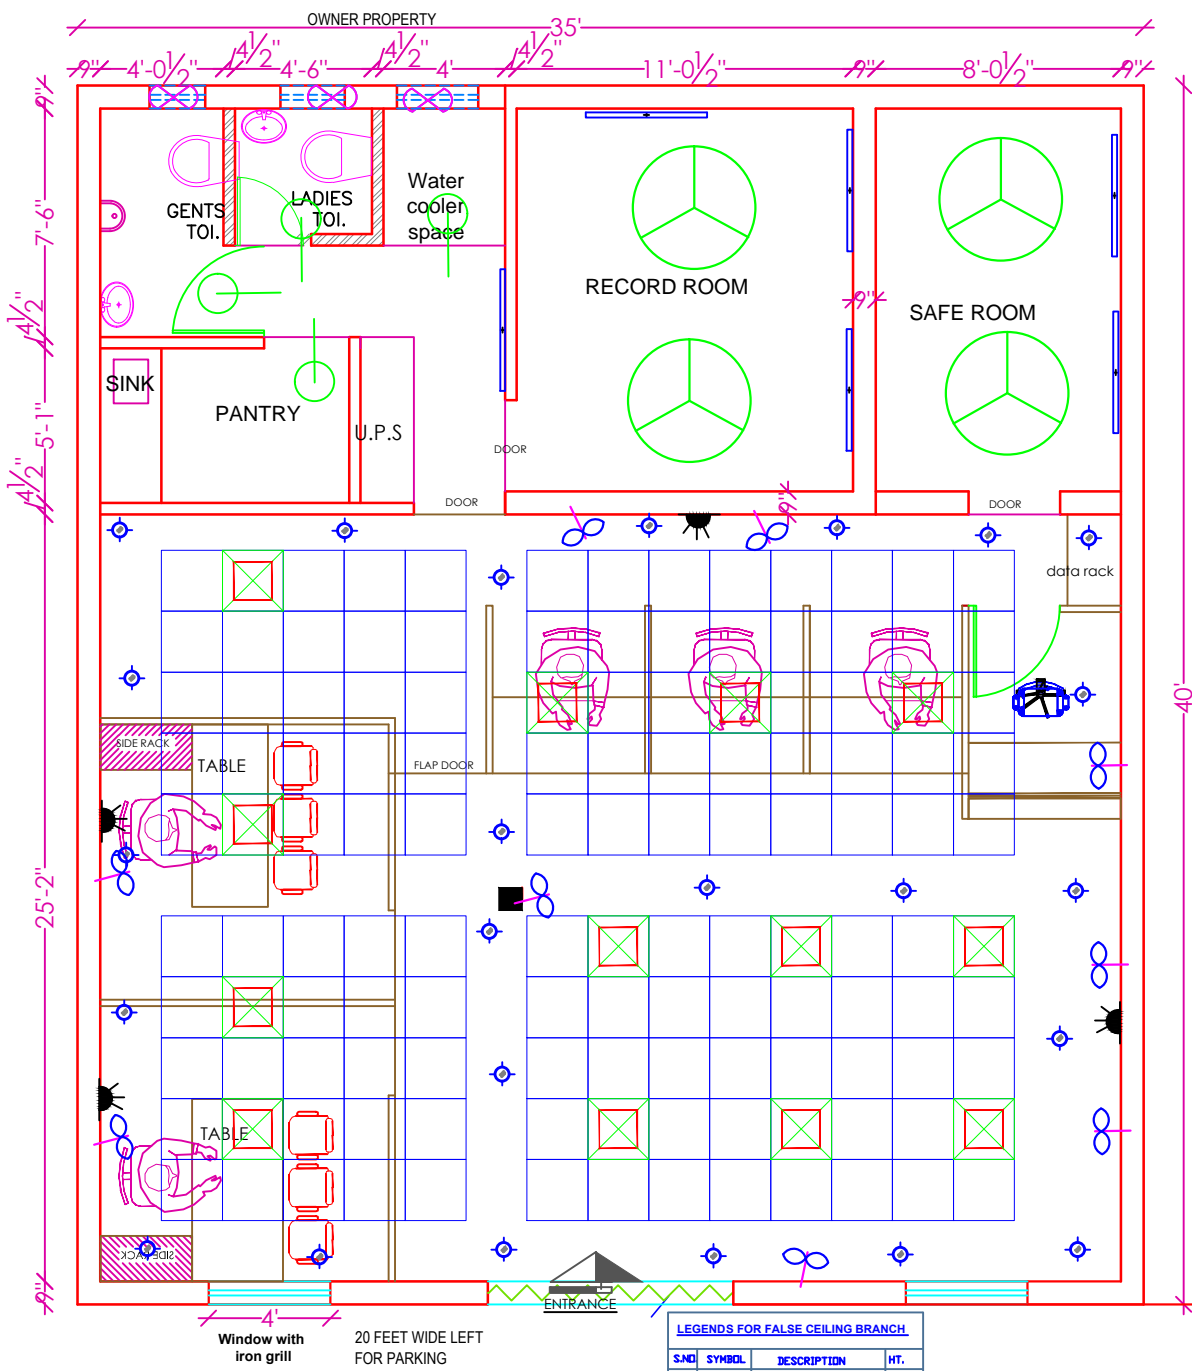 OWNER PROPERTY
35'
4½" 4½" 4½"
9" 4'-0½" 4'-6" 4' 11'-0½" 9" 8'-0½" 9"
9"
Water
cooler
space
LADIES
TOI.
GENTS
TOI.
7'-6"
RECORD ROOM
9"
SAFE ROOM
4½"
SINK
PANTRY
U.P.S
5'-1"
DOOR
4½"
DOOR
9"
DOOR
data rack
40'
SIDE RACK
TABLE
FLAP DOOR
25'-2"
TABLE
SIDE RACK
9"
ENTRANCE
4'
Window with
iron grill
20 FEET WIDE LEFT
FOR PARKING
LEGENDS FOR FALSE CEILING BRANCH
S.NO SYMBOL DESCRIPTION HT.